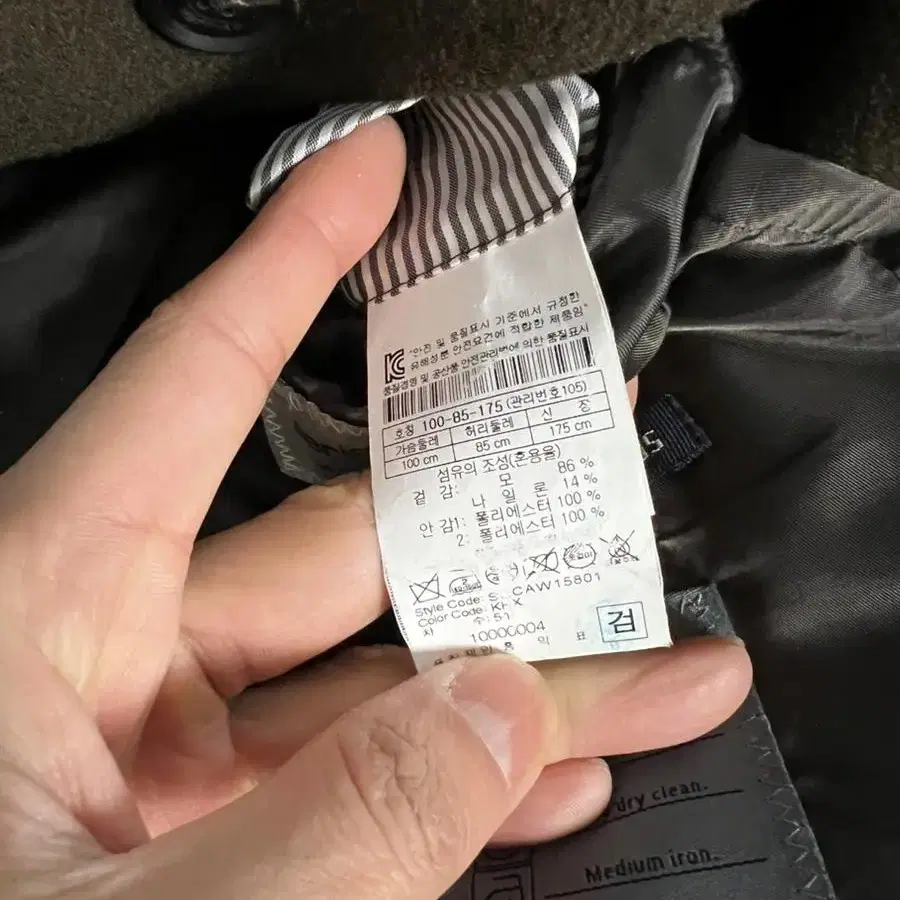 "안전 및 품질표시 기준에서 규정한
유해성분 안전요건에 적합한 제품임"
품질경영 및 공산품 안전관리법에 의한 품질표시
호칭 100-85-175 (관리번호105)
가슴둘레 허리둘레 신 장
100 cm 85 cm 175 cm
섬유의 조성(혼용율)
겉 감: 모 86 %
나 일 론 14 %
안 감1: 폴리에스터 100 %
2: 폴리에스터 100 %
Style Code: CAW15801
Color Code: KHX
수: 51
10000004
검
dry clean.
Medium iron.